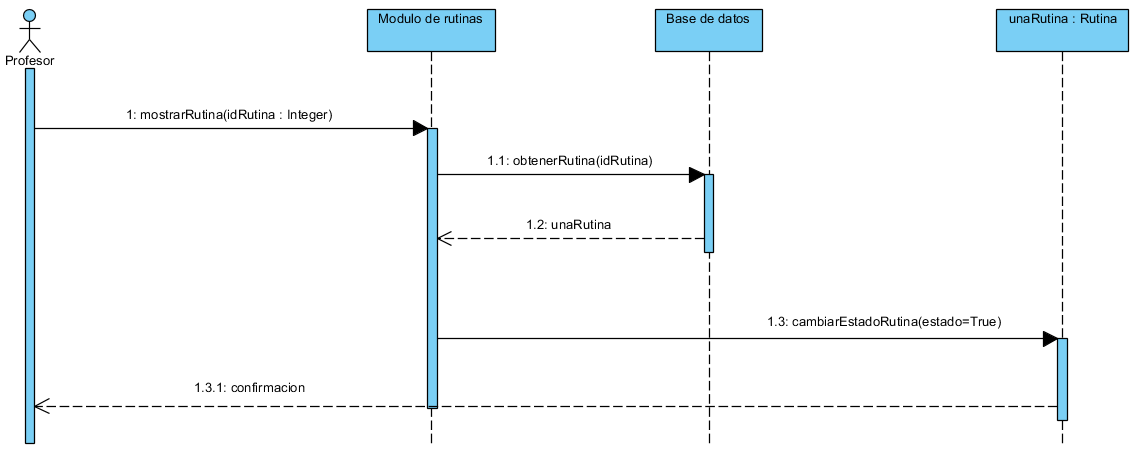 Modulo de rutinas
Base de datos
unaRutina : Rutina
Profesor
1: mostrarRutina(idRutina : Integer)
1.1: obtenerRutina(idRutina)
1.2: unaRutina
1.3: cambiarEstadoRutina(estado=True)
1.3.1: confirmacion